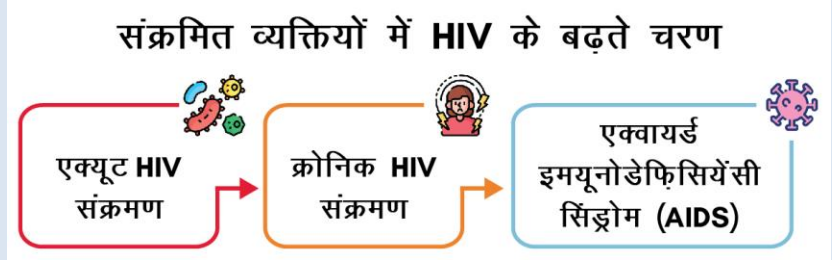 संक्रमित व्यक्तियों में HIV के बढ़ते चरण
एक्यूट HIV
संक्रमण
क्रोनिक HIV
संक्रमण
एक्वायर्ड
इमयूनोडेफ़िसियेंसी
सिंड्रोम (AIDS)